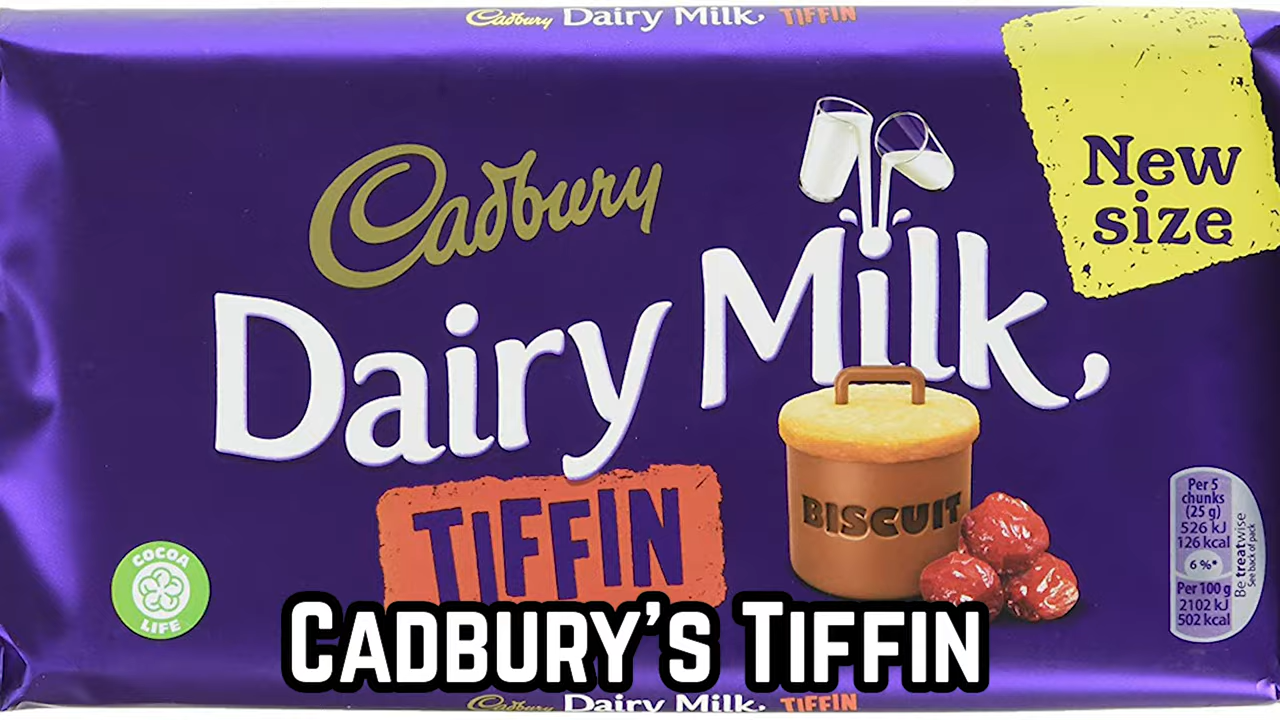 Cadbury Dairy Milk, TIFFIN
New
size
Cadbury
Dairy Milk,
TIFFIN
BISCUIT
COCOA
LIFE
Per 5
chunks
(25 g)
526 kJ
126 kcal
6 %*
Per 100 g
2102 kJ
502 kcal
Be treatwise
See back of pack
CADBURY'S TIFFIN
Cadbury Dairy Milk, TIFFIN